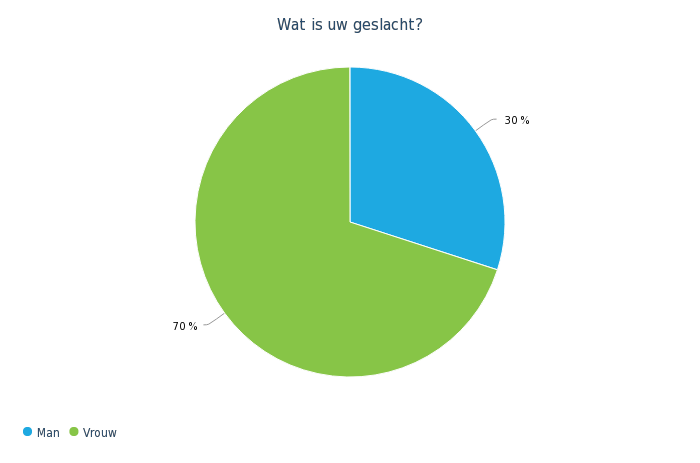 Wat is uw geslacht?
30 %
70 %
Man Vrouw